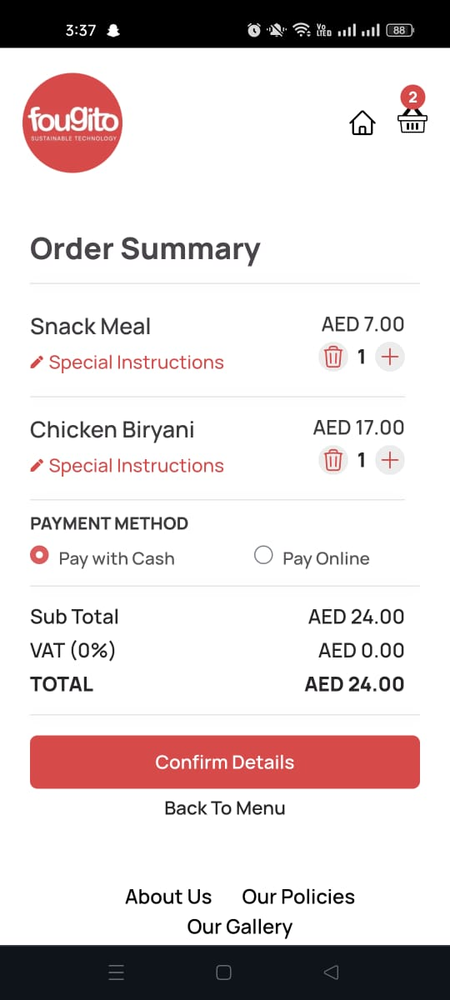 3:37
Vo LTED
88
fougito
SUSTAINABLE TECHNOLOGY
2
Order Summary
Snack Meal AED 7.00
Special Instructions 1 +
Chicken Biryani AED 17.00
Special Instructions 1 +
PAYMENT METHOD
Pay with Cash Pay Online
Sub Total AED 24.00
VAT (0%) AED 0.00
TOTAL AED 24.00
Confirm Details
Back To Menu
About Us Our Policies
Our Gallery